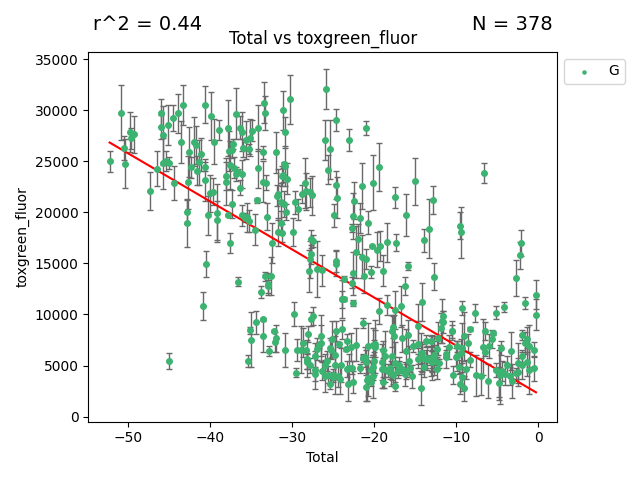 r^2 = 0.44
N = 378
Total vs toxgreen_fluor
G
35000
30000
25000
20000
15000
10000
5000
0
toxgreen_fluor
−50
−40
−30
−20
−10
0
Total